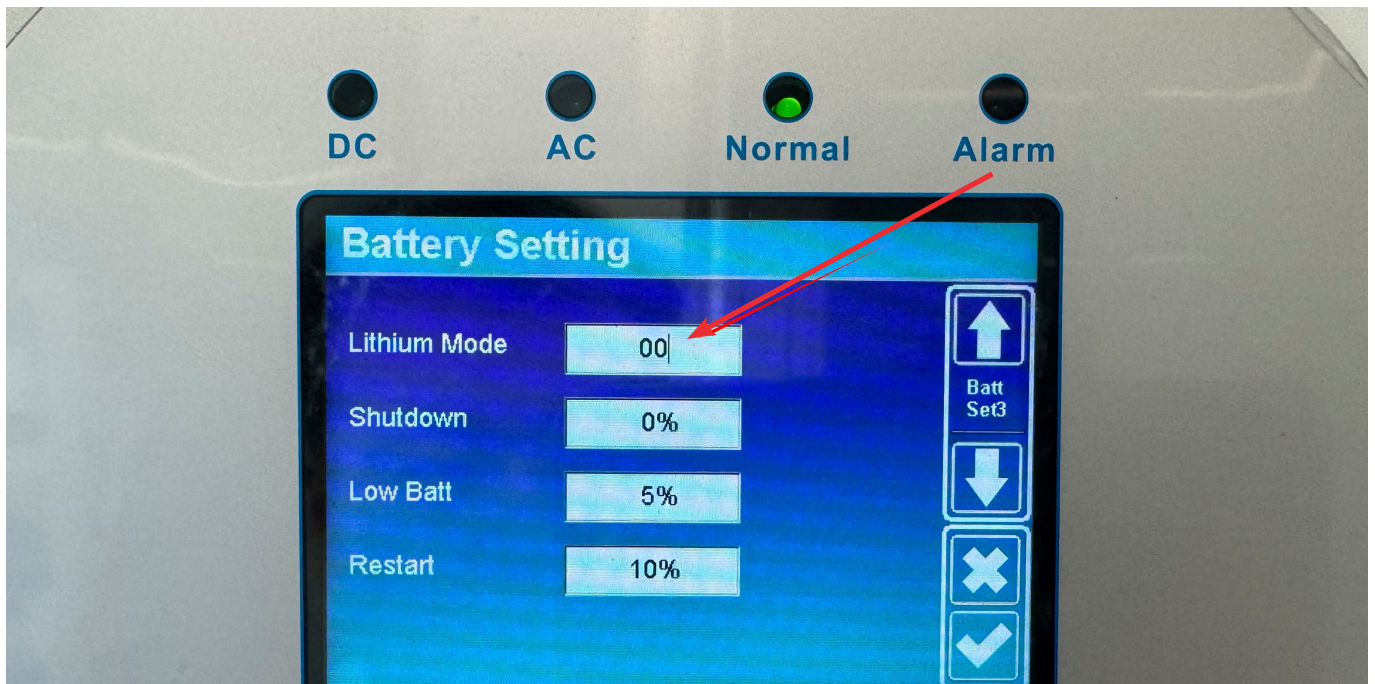 DC AC Normal Alarm
Battery Setting
Lithium Mode 00
Batt
Set3
Shutdown 0%
Low Batt 5%
Restart 10%